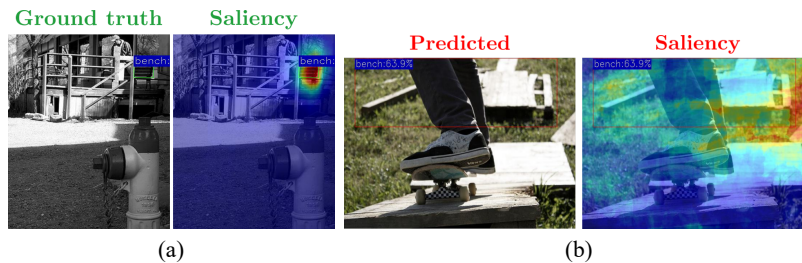 Ground truth
Saliency
bench:
bench:
(a)
Predicted
Saliency
bench:63.9%
bench:63.9%
(b)